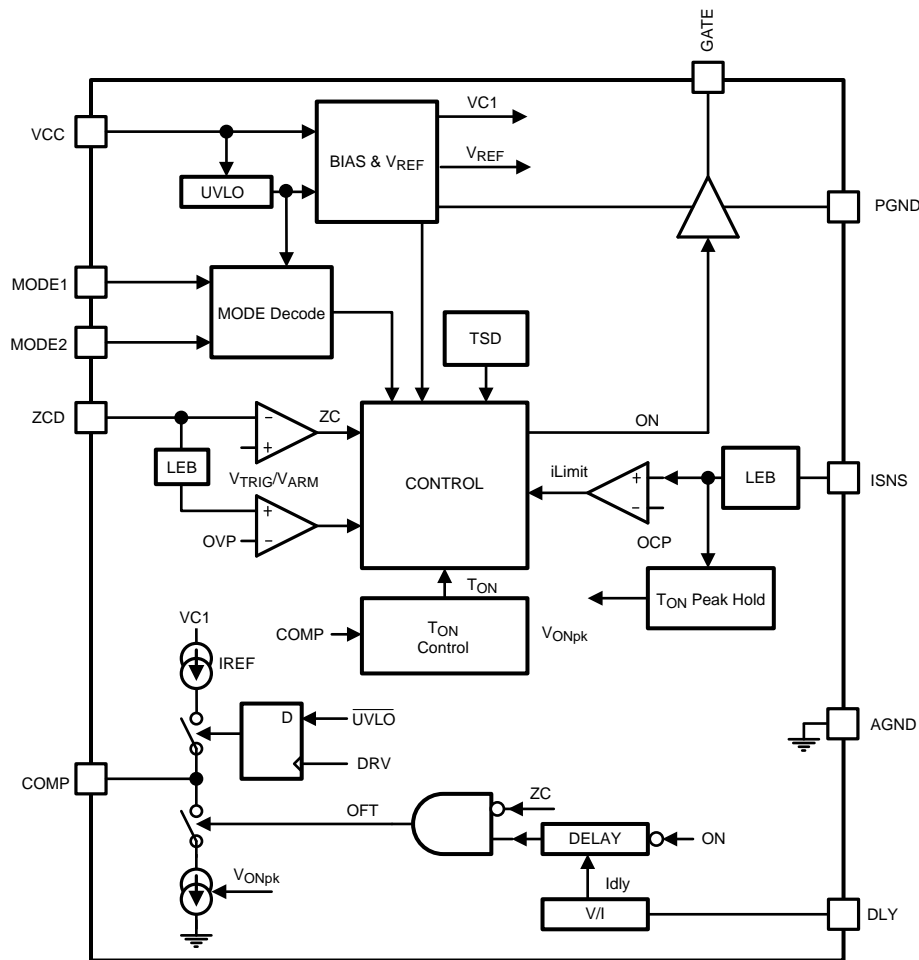 GATE
VCC
VC1
BIAS & VREF
VREF
UVLO
PGND
MODE1
MODE Decode
MODE2
TSD
ZCD
ZC
ON
LEB
VTRIG/VARM
CONTROL
iLimit
LEB
ISNS
OVP
OCP
TON
TON Peak Hold
VC1
COMP
TON
Control
VONpk
IREF
D
UVLO
DRV
AGND
COMP
OFT
ZC
DELAY
ON
VONpk
Idly
V/I
DLY